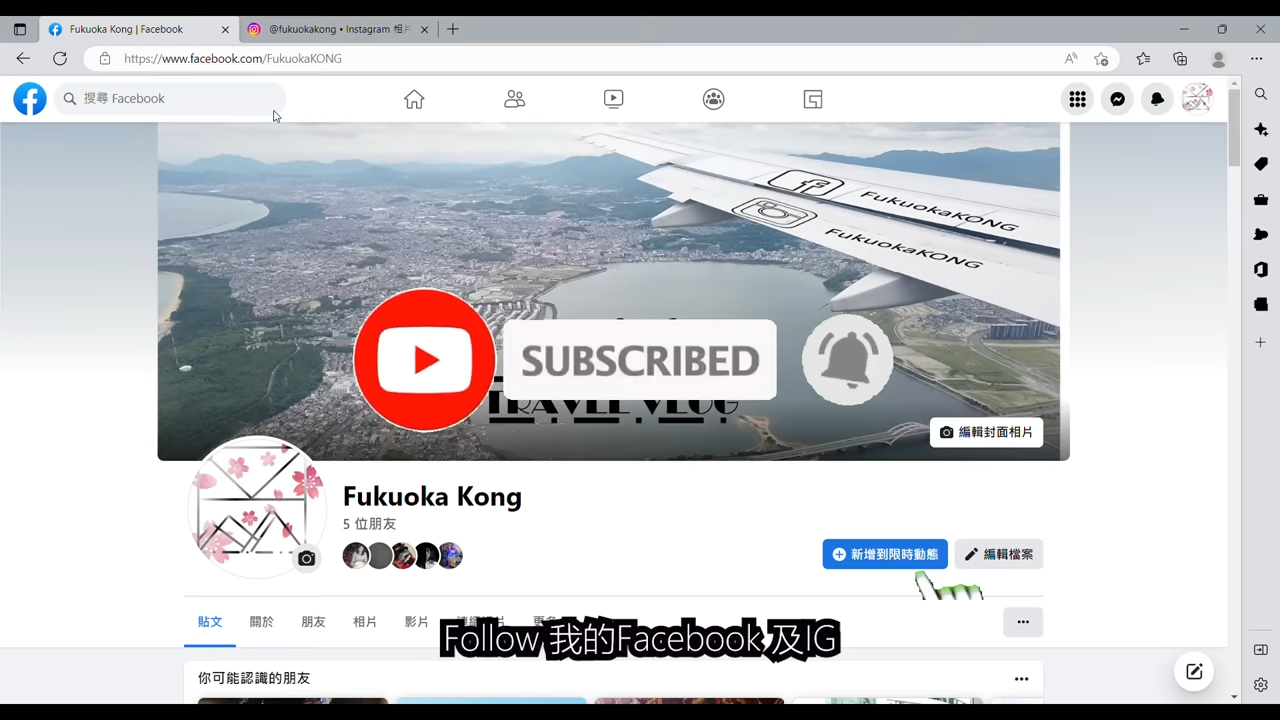 Fukuoka Kong | Facebook
@fukuokakong • Instagram 相片
https://www.facebook.com/FukuokaKONG
搜尋 Facebook
FukuokaKONG
FukuokaKONG
SUBSCRIBED
TRAVEL VLOG
編輯封面相片
Fukuoka Kong
5 位朋友
新增到限時動態
編輯檔案
貼文
關於
朋友
相片
影片
Follow 我的Facebook 及IG
你可能認識的朋友